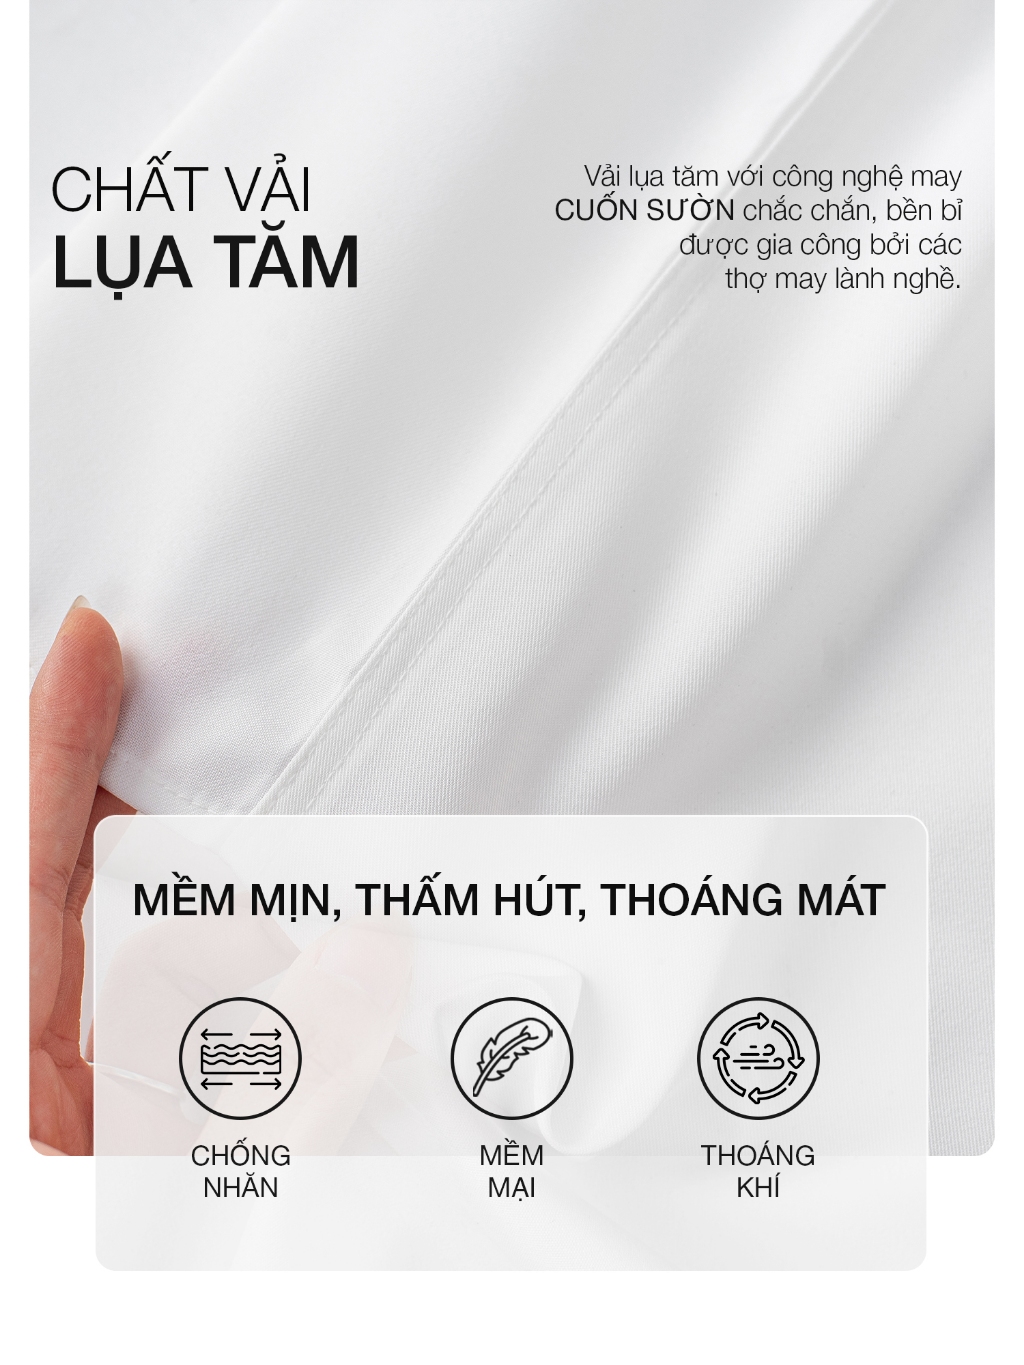 CHẤT VẢI
LỤA TĂM
Vải lụa tăm với công nghệ may
CUỐN SƯỜN chắc chắn, bền bỉ
được gia công bởi các
thợ may lành nghề.
MỀM MỊN, THẤM HÚT, THOÁNG MÁT
CHỐNG
NHĂN
MỀM
MẠI
THOÁNG
KHÍ